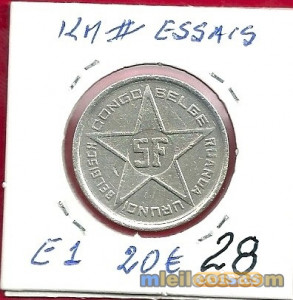 KM # ESSAIS
CONGO BELGE
RUANDA
URUNDI
BELGISCH
5F
E1 20€ 28